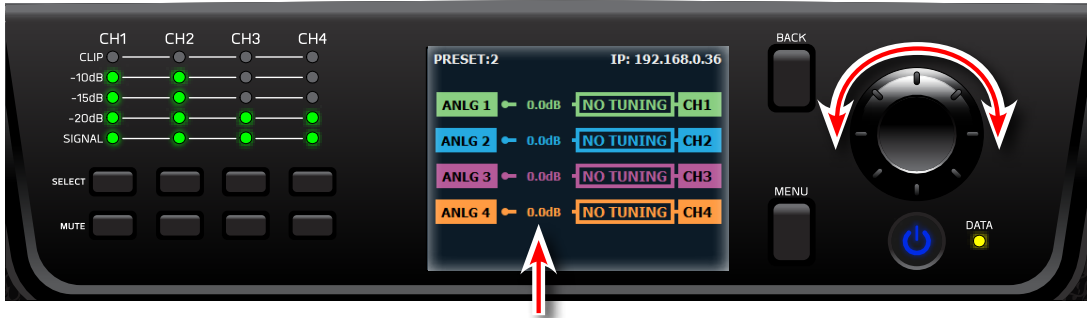 CH1 CH2 CH3 CH4
CLIP
-10dB
-15dB
-20dB
SIGNAL
SELECT
MUTE
PRESET:2 IP: 192.168.0.36
ANLG 1 0.0dB NO TUNING CH1
ANLG 2 0.0dB NO TUNING CH2
ANLG 3 0.0dB NO TUNING CH3
ANLG 4 0.0dB NO TUNING CH4
BACK
MENU
DATA